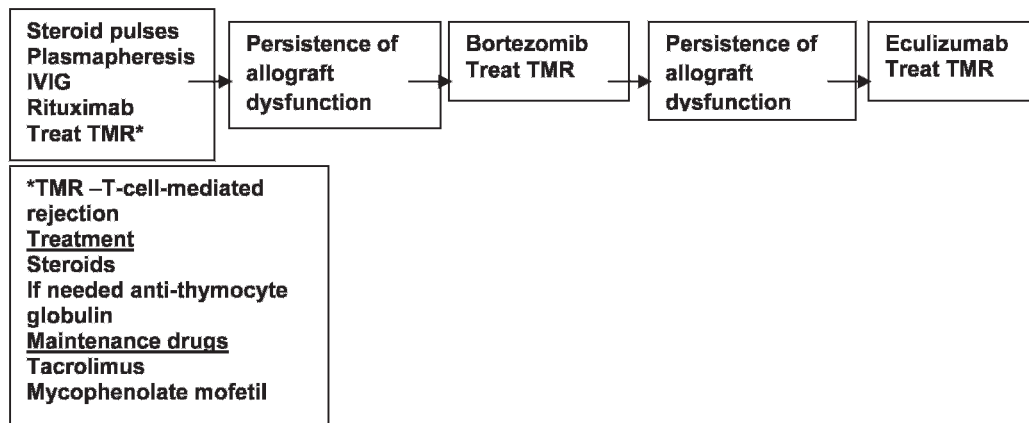 Steroid pulses
Plasmapheresis
IVIG
Rituximab
Treat TMR*
Persistence of
allograft
dysfunction
Bortezomib
Treat TMR
Persistence of
allograft
dysfunction
Eculizumab
Treat TMR
*TMR –T-cell-mediated
rejection
Treatment
Steroids
If needed anti-thymocyte
globulin
Maintenance drugs
Tacrolimus
Mycophenolate mofetil